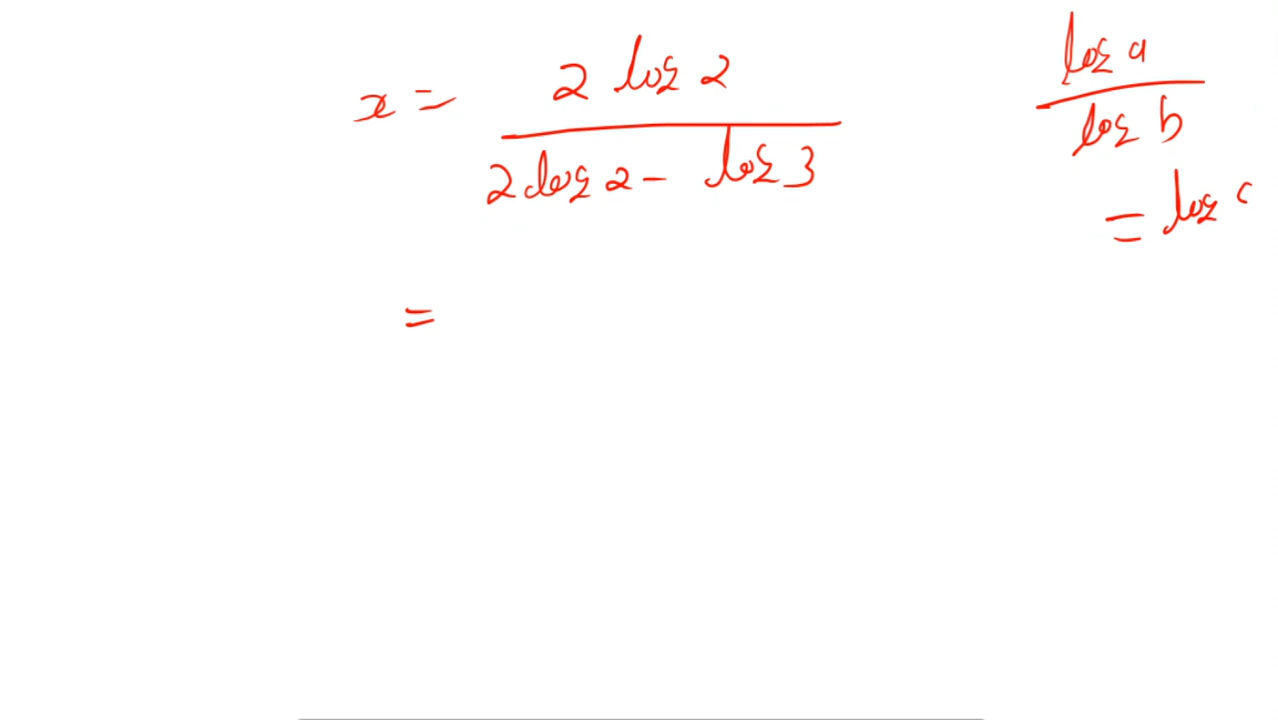 x = 2 log 2
2 log 2 - log 3
=
log a
log b
= log